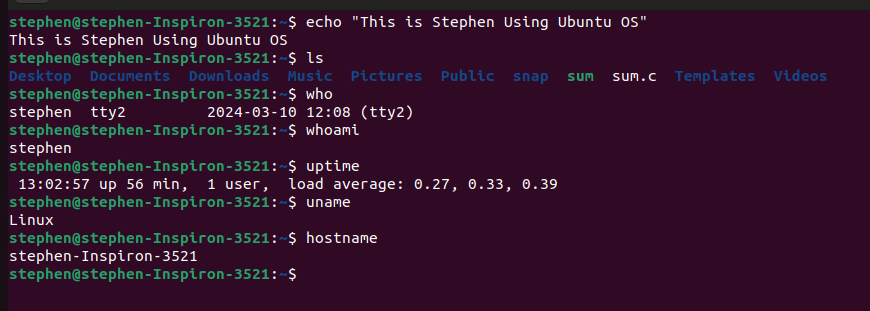 stephen@stephen-Inspiron-3521:~$ echo "This is Stephen Using Ubuntu OS"
This is Stephen Using Ubuntu OS
stephen@stephen-Inspiron-3521:~$ ls
Desktop  Documents  Downloads  Music  Pictures  Public  snap  sum  sum.c  Templates  Videos
stephen@stephen-Inspiron-3521:~$ who
stephen  tty2         2024-03-10 12:08 (tty2)
stephen@stephen-Inspiron-3521:~$ whoami
stephen
stephen@stephen-Inspiron-3521:~$ uptime
 13:02:57 up 56 min,  1 user,  load average: 0.27, 0.33, 0.39
stephen@stephen-Inspiron-3521:~$ uname
Linux
stephen@stephen-Inspiron-3521:~$ hostname
stephen-Inspiron-3521
stephen@stephen-Inspiron-3521:~$